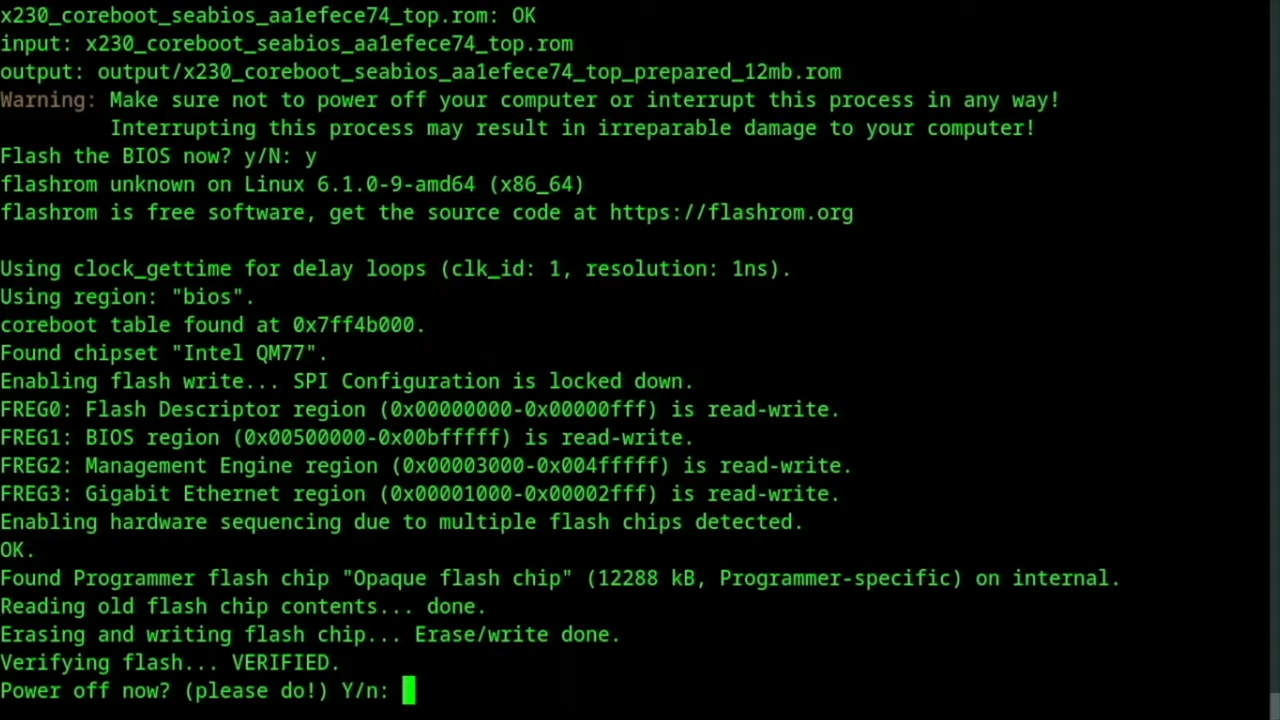 x230_coreboot_seabios_aa1efece74_top.rom: OK
input: x230_coreboot_seabios_aa1efece74_top.rom
output: output/x230_coreboot_seabios_aa1efece74_top_prepared_12mb.rom
Warning: Make sure not to power off your computer or interrupt this process in any way!
         Interrupting this process may result in irreparable damage to your computer!
Flash the BIOS now? y/N: y
flashrom unknown on Linux 6.1.0-9-amd64 (x86_64)
flashrom is free software, get the source code at https://flashrom.org

Using clock_gettime for delay loops (clk_id: 1, resolution: 1ns).
Using region: "bios".
coreboot table found at 0x7ff4b000.
Found chipset "Intel QM77".
Enabling flash write... SPI Configuration is locked down.
FREG0: Flash Descriptor region (0x00000000-0x00000fff) is read-write.
FREG1: BIOS region (0x00500000-0x00bfffff) is read-write.
FREG2: Management Engine region (0x00003000-0x004fffff) is read-write.
FREG3: Gigabit Ethernet region (0x00001000-0x00002fff) is read-write.
Enabling hardware sequencing due to multiple flash chips detected.
OK.
Found Programmer flash chip "Opaque flash chip" (12288 kB, Programmer-specific) on internal.
Reading old flash chip contents... done.
Erasing and writing flash chip... Erase/write done.
Verifying flash... VERIFIED.
Power off now? (please do!) Y/n: